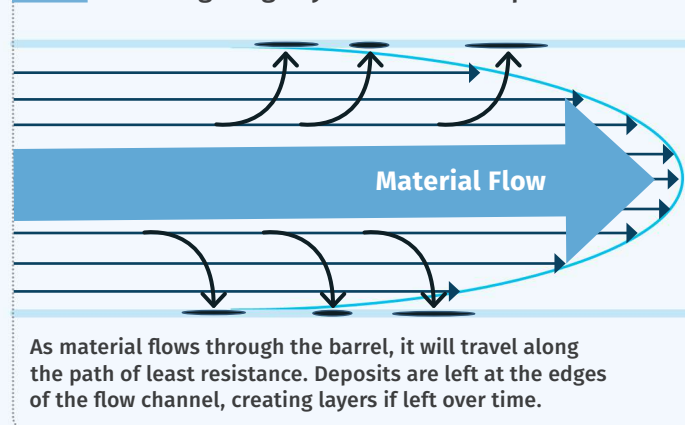 Material Flow
As material flows through the barrel, it will travel along
the path of least resistance. Deposits are left at the edges
of the flow channel, creating layers if left over time.